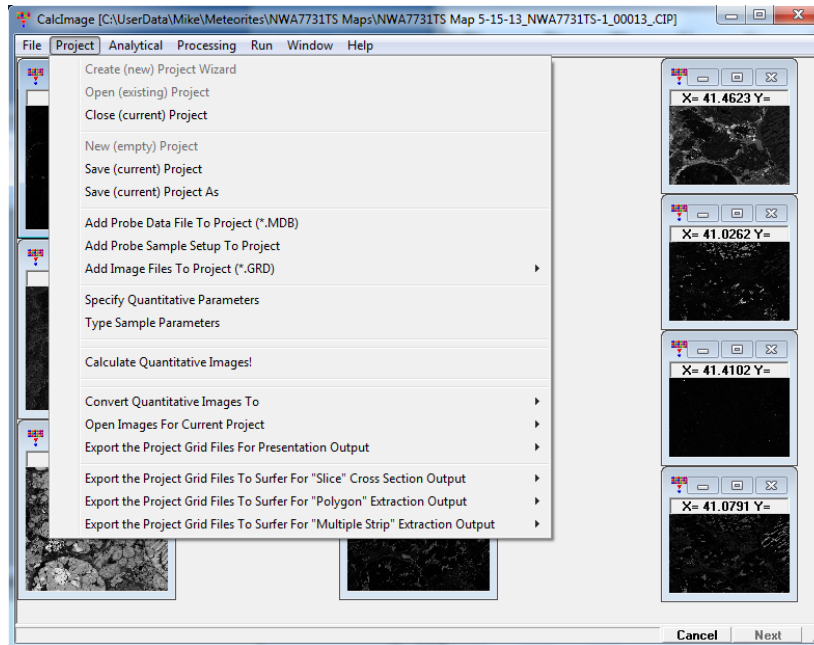 CalcImage [C:\UserData\Mike\Meteorites\NWA7731TS Maps\NWA7731TS Map 5-15-13_NWA7731TS-1_00013_.CIP]
File Project Analytical Processing Run Window Help
Create (new) Project Wizard
Open (existing) Project
Close (current) Project
New (empty) Project
Save (current) Project
Save (current) Project As
Add Probe Data File To Project (*.MDB)
Add Probe Sample Setup To Project
Add Image Files To Project (*.GRD)
Specify Quantitative Parameters
Type Sample Parameters
Calculate Quantitative Images!
Convert Quantitative Images To
Open Images For Current Project
Export the Project Grid Files For Presentation Output
Export the Project Grid Files To Surfer For "Slice" Cross Section Output
Export the Project Grid Files To Surfer For "Polygon" Extraction Output
Export the Project Grid Files To Surfer For "Multiple Strip" Extraction Output
X= 41.4623 Y=
X= 41.0262 Y=
X= 41.4102 Y=
X= 41.0791 Y=
Cancel Next